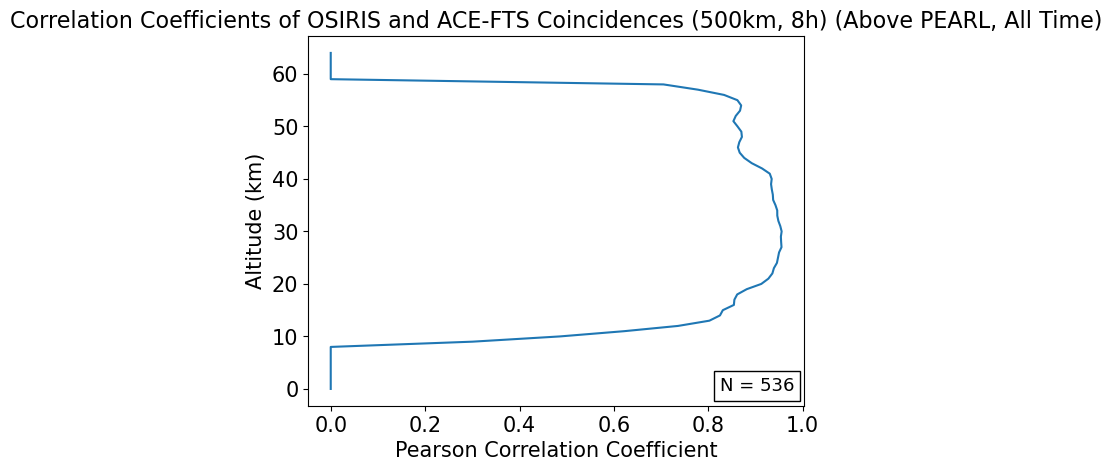 Correlation Coefficients of OSIRIS and ACE-FTS Coincidences (500km, 8h) (Above PEARL, All Time)
Altitude (km)
60
50
40
30
20
10
0
N = 536
0.0 0.2 0.4 0.6 0.8 1.0
Pearson Correlation Coefficient